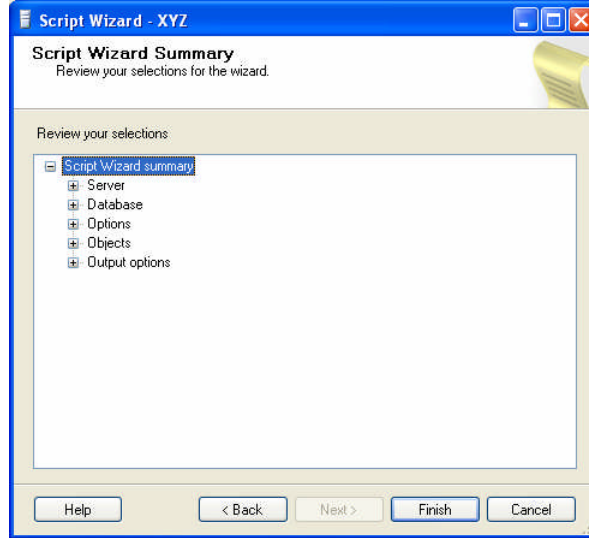 Script Wizard - XYZ
Script Wizard Summary
Review your selections for the wizard.
Review your selections
Script Wizard summary
Server
Database
Options
Objects
Output options
Help
< Back
Next >
Finish
Cancel